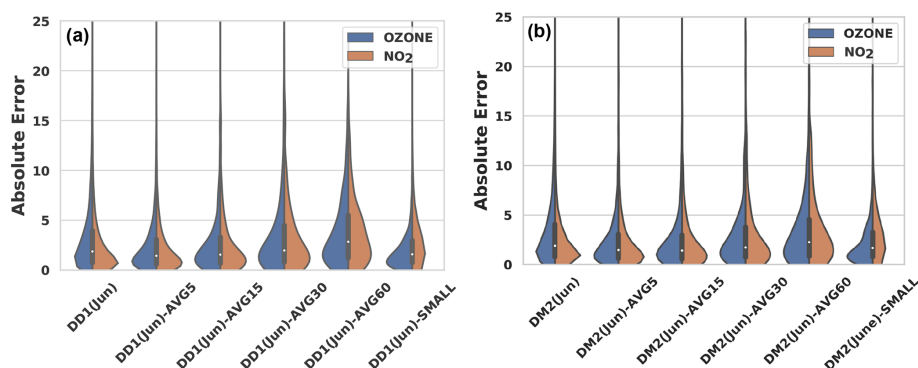 (a)
OZONE
NO2
Absolute Error
25
20
15
10
5
0
DD1(Jun)
DD1(Jun)-AVG5
DD1(Jun)-AVG15
DD1(Jun)-AVG30
DD1(Jun)-AVG60
DD1(Jun)-SMALL
(b)
OZONE
NO2
Absolute Error
25
20
15
10
5
0
DM2(Jun)
DM2(Jun)-AVG5
DM2(Jun)-AVG15
DM2(Jun)-AVG30
DM2(Jun)-AVG60
DM2(June)-SMALL